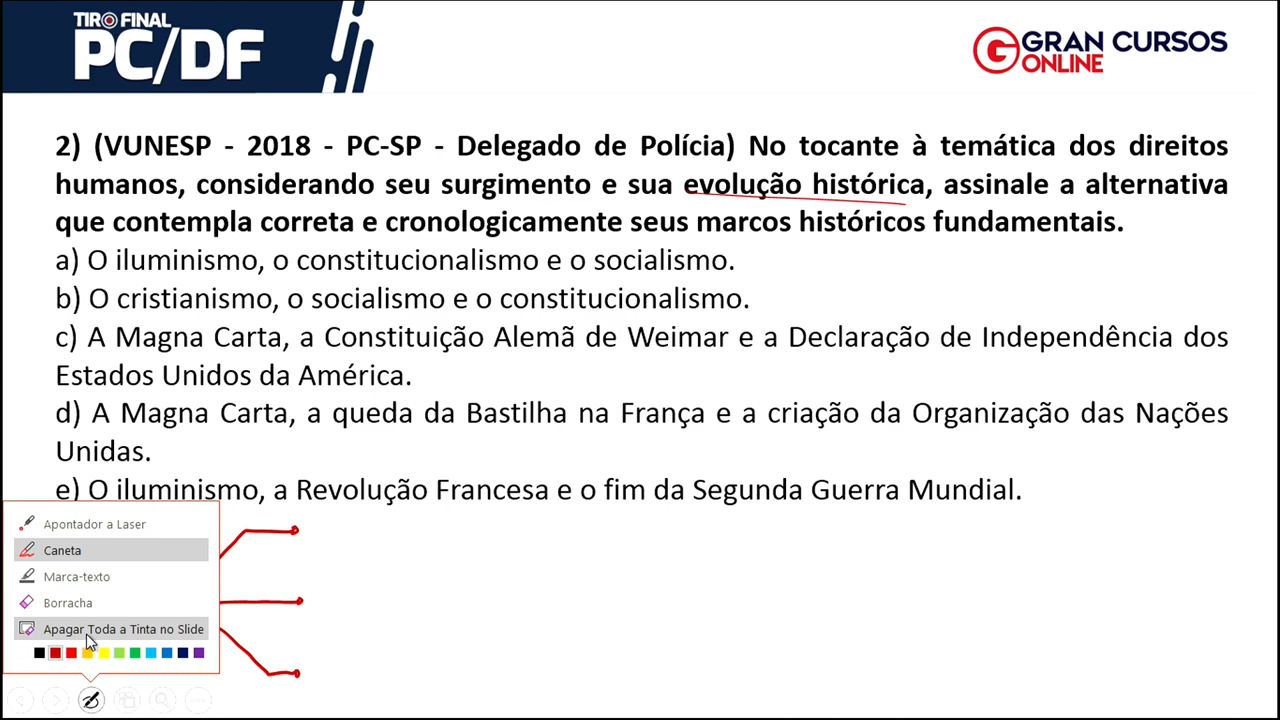 TIRO FINAL
PC/DF
GRAN CURSOS
ONLINE
2) (VUNESP - 2018 - PC-SP - Delegado de Polícia) No tocante à temática dos direitos
humanos, considerando seu surgimento e sua evolução histórica, assinale a alternativa
que contempla correta e cronologicamente seus marcos históricos fundamentais.
a) O iluminismo, o constitucionalismo e o socialismo.
b) O cristianismo, o socialismo e o constitucionalismo.
c) A Magna Carta, a Constituição Alemã de Weimar e a Declaração de Independência dos
Estados Unidos da América.
d) A Magna Carta, a queda da Bastilha na França e a criação da Organização das Nações
Unidas.
e) O iluminismo, a Revolução Francesa e o fim da Segunda Guerra Mundial.
Apontador a Laser
Caneta
Marca-texto
Borracha
Apagar Toda a Tinta no Slide